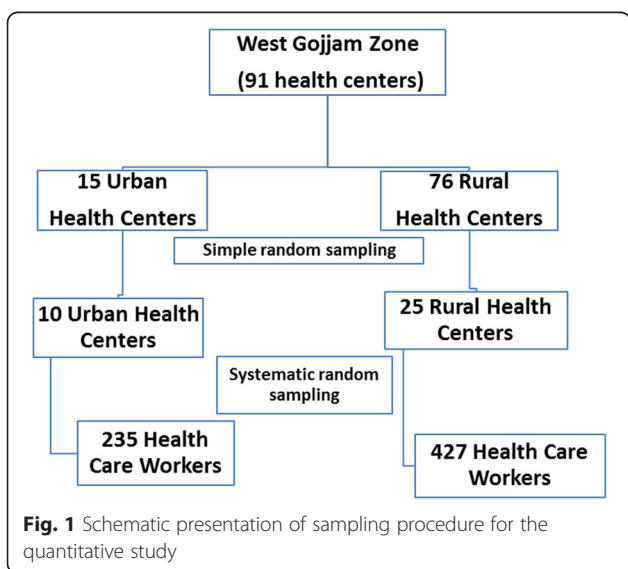 West Gojjam Zone
(91 health centers)
15 Urban
Health Centers
76 Rural
Health Centers
Simple random sampling
10 Urban Health
Centers
25 Rural Health
Centers
Systematic random
sampling
235 Health
Care Workers
427 Health Care
Workers
Fig. 1 Schematic presentation of sampling procedure for the
quantitative study